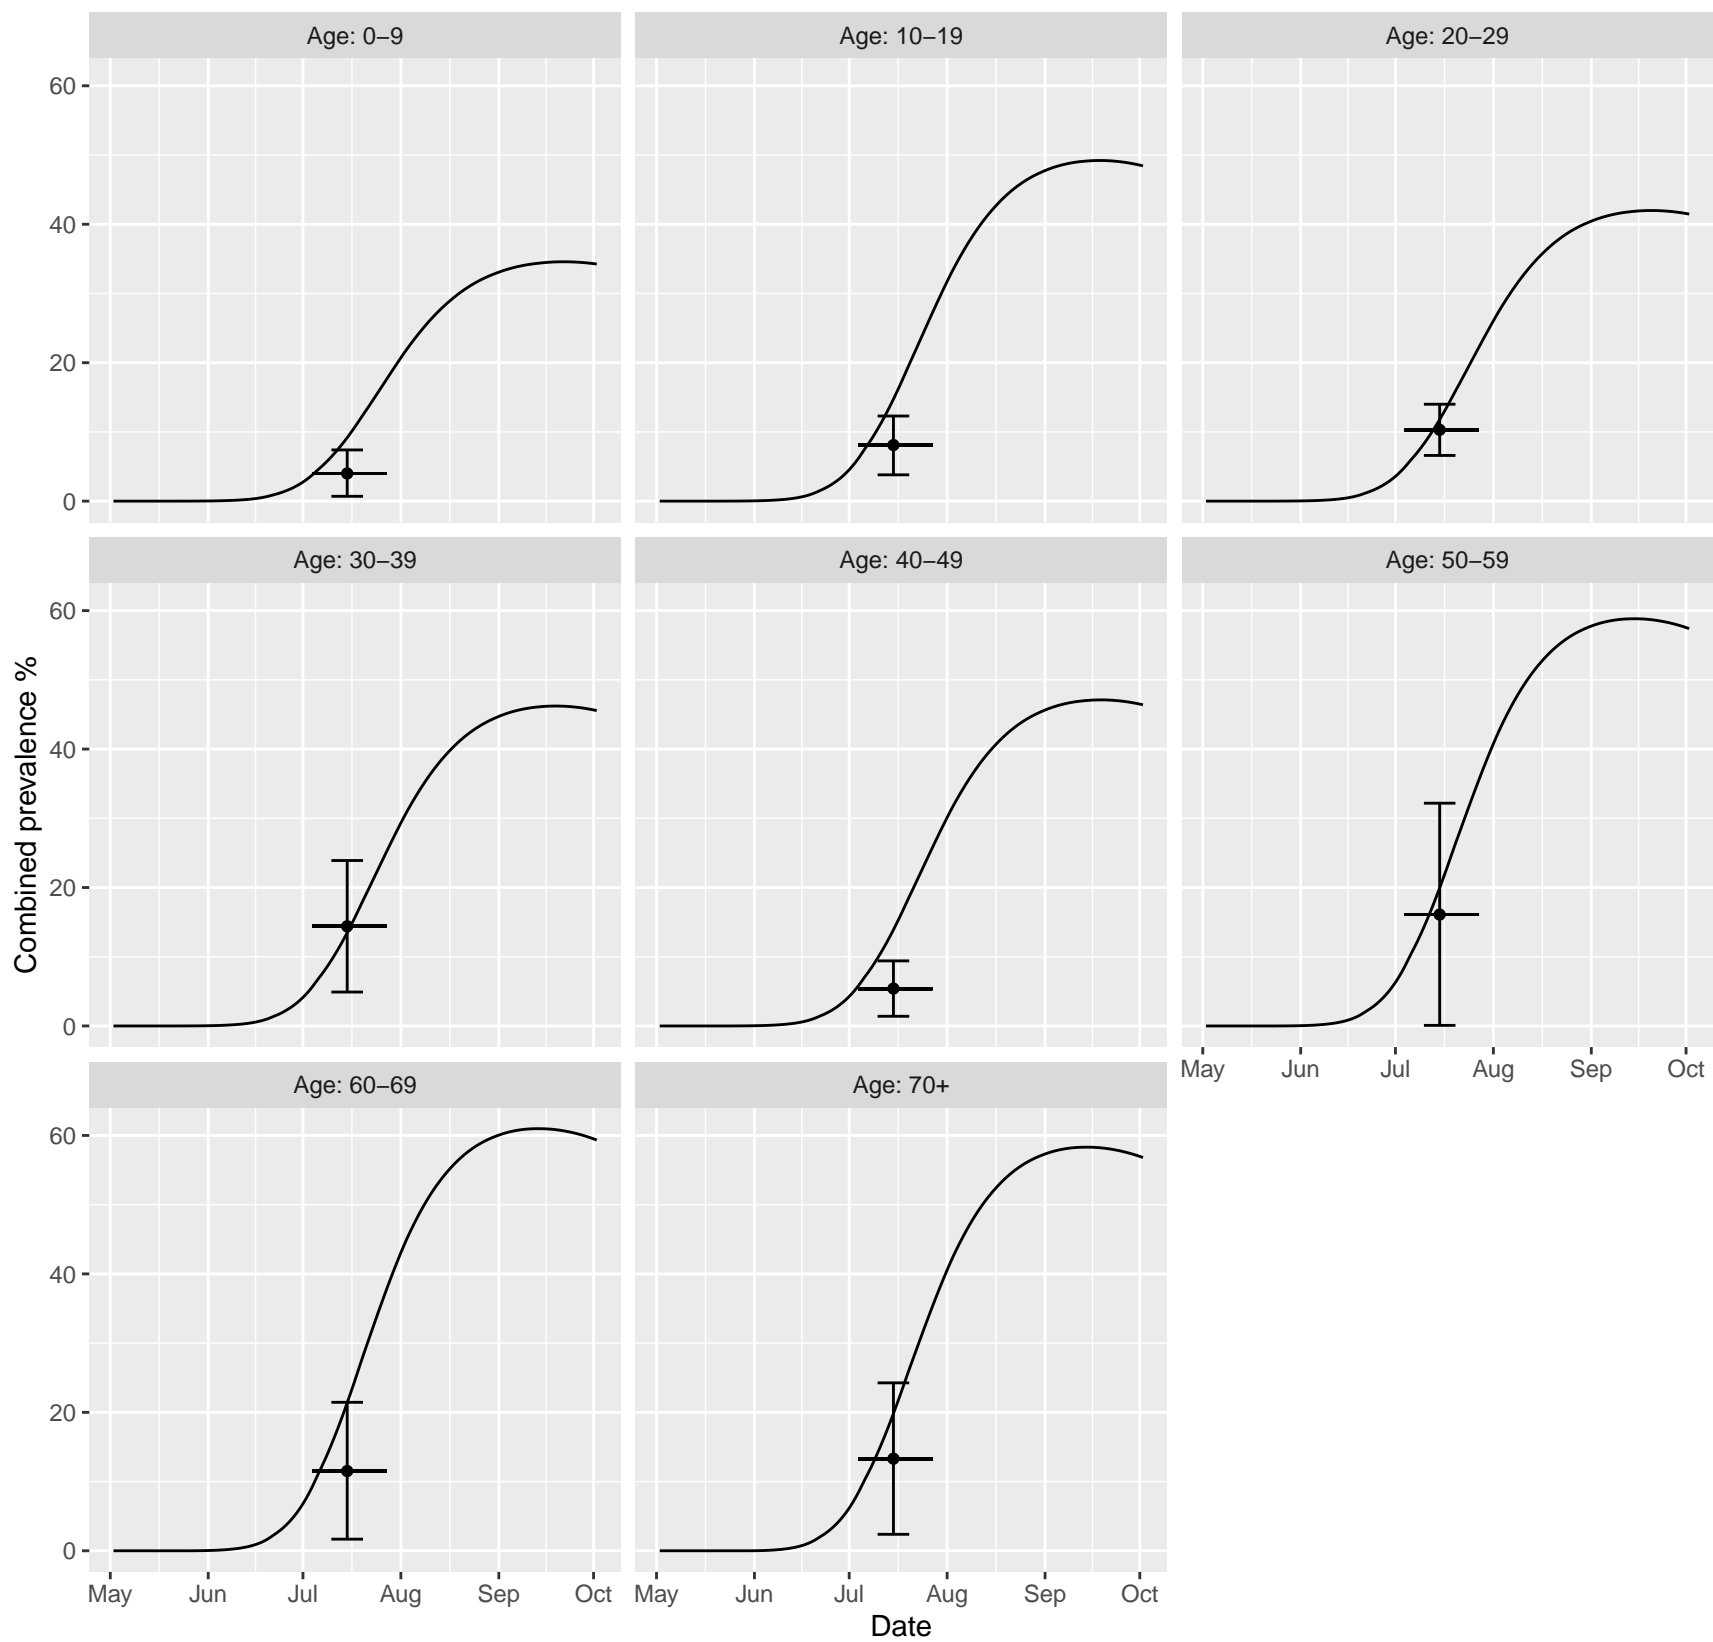 Age: 0–9
Age: 10–19
Age: 20–29
60
40
20
0
Age: 30–39
Age: 40–49
Age: 50–59
60
40
20
0
Combined prevalence %
May Jun Jul Aug Sep Oct
Age: 60–69
Age: 70+
60
40
20
0
May Jun Jul Aug Sep Oct
May Jun Jul Aug Sep Oct
Date